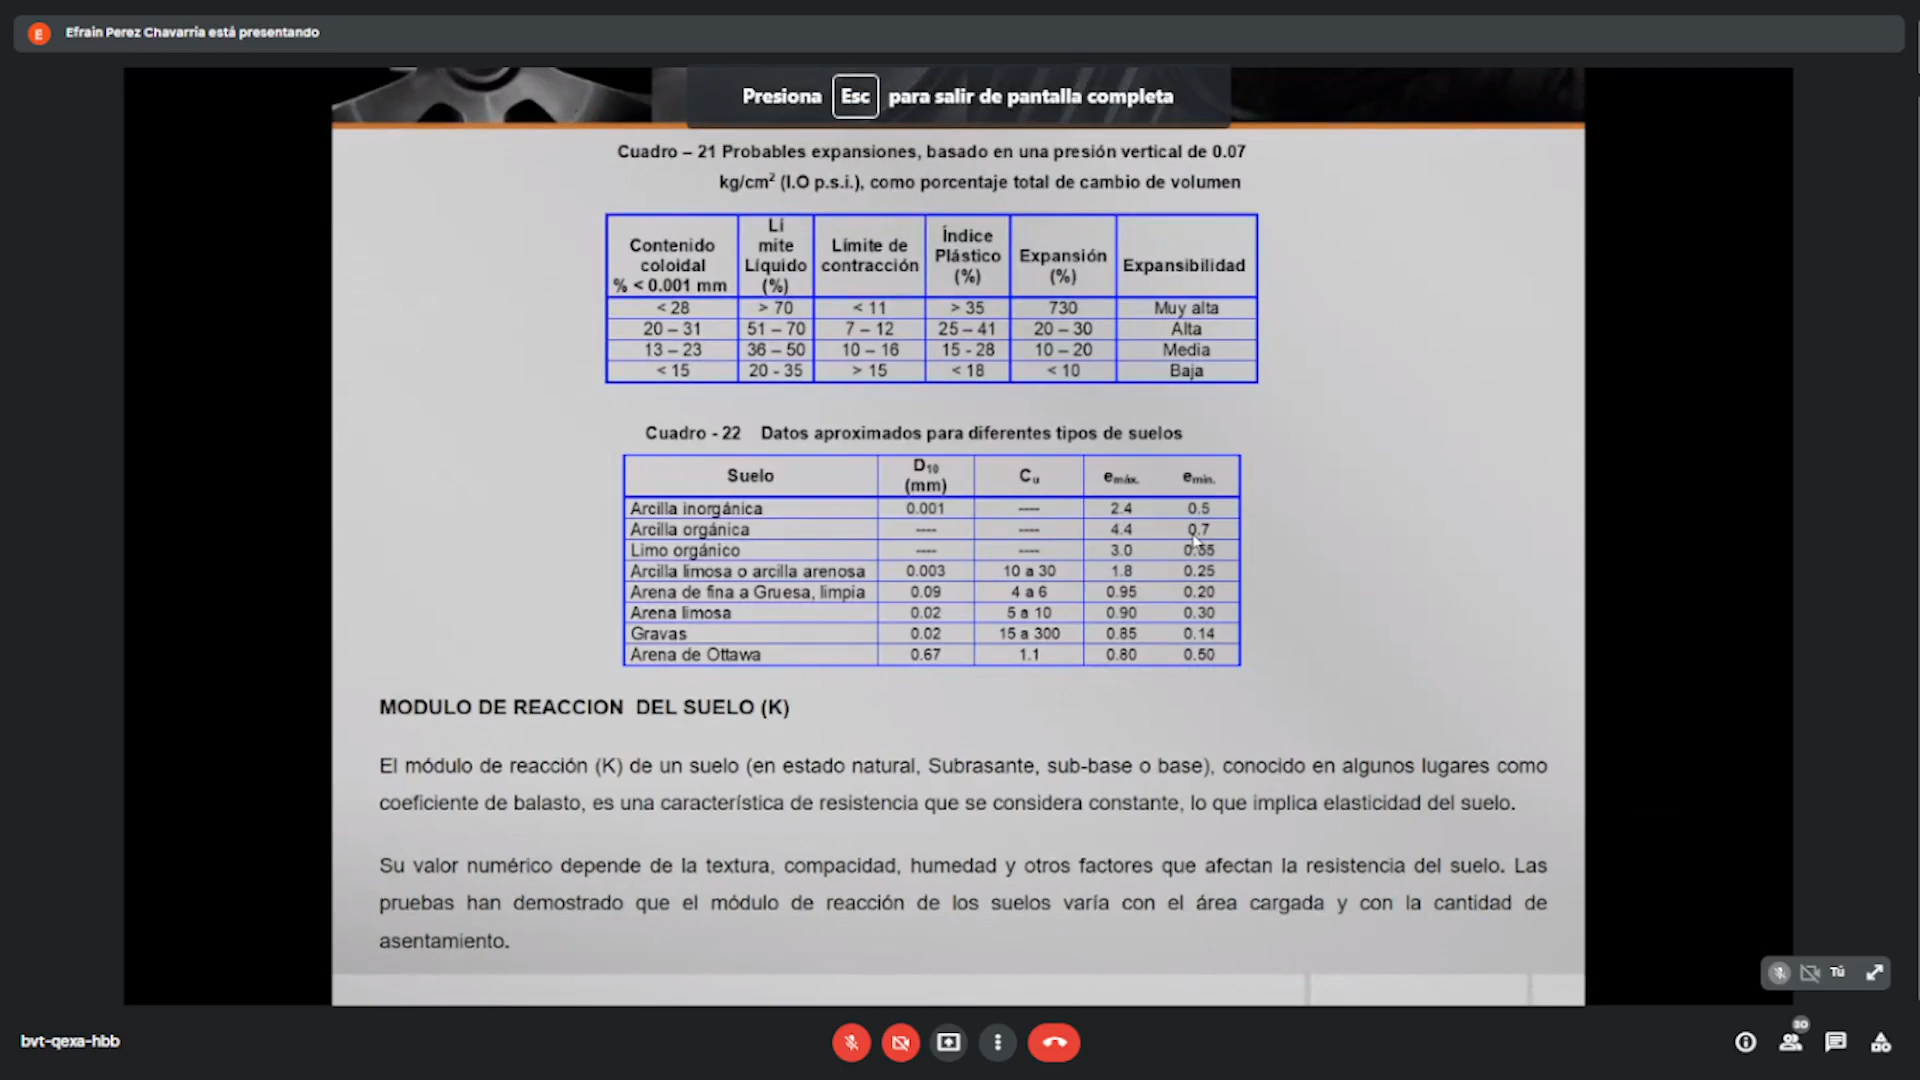 E Efrain Perez Chavarria está presentando
Presiona Esc para salir de pantalla completa
Cuadro – 21 Probables expansiones, basado en una presión vertical de 0.07
kg/cm² (I.O p.s.i.), como porcentaje total de cambio de volumen
Contenido coloidal % < 0.001 mm | Lí mite Líquido (%) | Límite de contracción | Índice Plástico (%) | Expansión (%) | Expansibilidad
< 28 | > 70 | < 11 | > 35 | 730 | Muy alta
20 – 31 | 51 – 70 | 7 – 12 | 25 – 41 | 20 – 30 | Alta
13 – 23 | 36 – 50 | 10 – 16 | 15 - 28 | 10 – 20 | Media
< 15 | 20 - 35 | > 15 | < 18 | < 10 | Baja
Cuadro - 22 Datos aproximados para diferentes tipos de suelos
Suelo | D₁₀ (mm) | Cᵤ | e máx. | e mín.
Arcilla inorgánica | 0.001 | ---- | 2.4 | 0.5
Arcilla orgánica | ---- | ---- | 4.4 | 0.7
Limo orgánico | ---- | ---- | 3.0
Arcilla limosa o arcilla arenosa | 0.003 | 10 a 30 | 1.8 | 0.25
Arena de fina a Gruesa, limpia | 0.09 | 4 a 6 | 0.95 | 0.20
Arena limosa | 0.02 | 5 a 10 | 0.90 | 0.30
Gravas | 0.02 | 15 a 300 | 0.85 | 0.14
Arena de Ottawa | 0.67 | 1.1 | 0.80 | 0.50
MODULO DE REACCION DEL SUELO (K)
El módulo de reacción (K) de un suelo (en estado natural, Subrasante, sub-base o base), conocido en algunos lugares como
coeficiente de balasto, es una característica de resistencia que se considera constante, lo que implica elasticidad del suelo.
Su valor numérico depende de la textura, compacidad, humedad y otros factores que afectan la resistencia del suelo. Las
pruebas han demostrado que el módulo de reacción de los suelos varía con el área cargada y con la cantidad de
asentamiento.
Tú
bvt-qexa-hbb
30